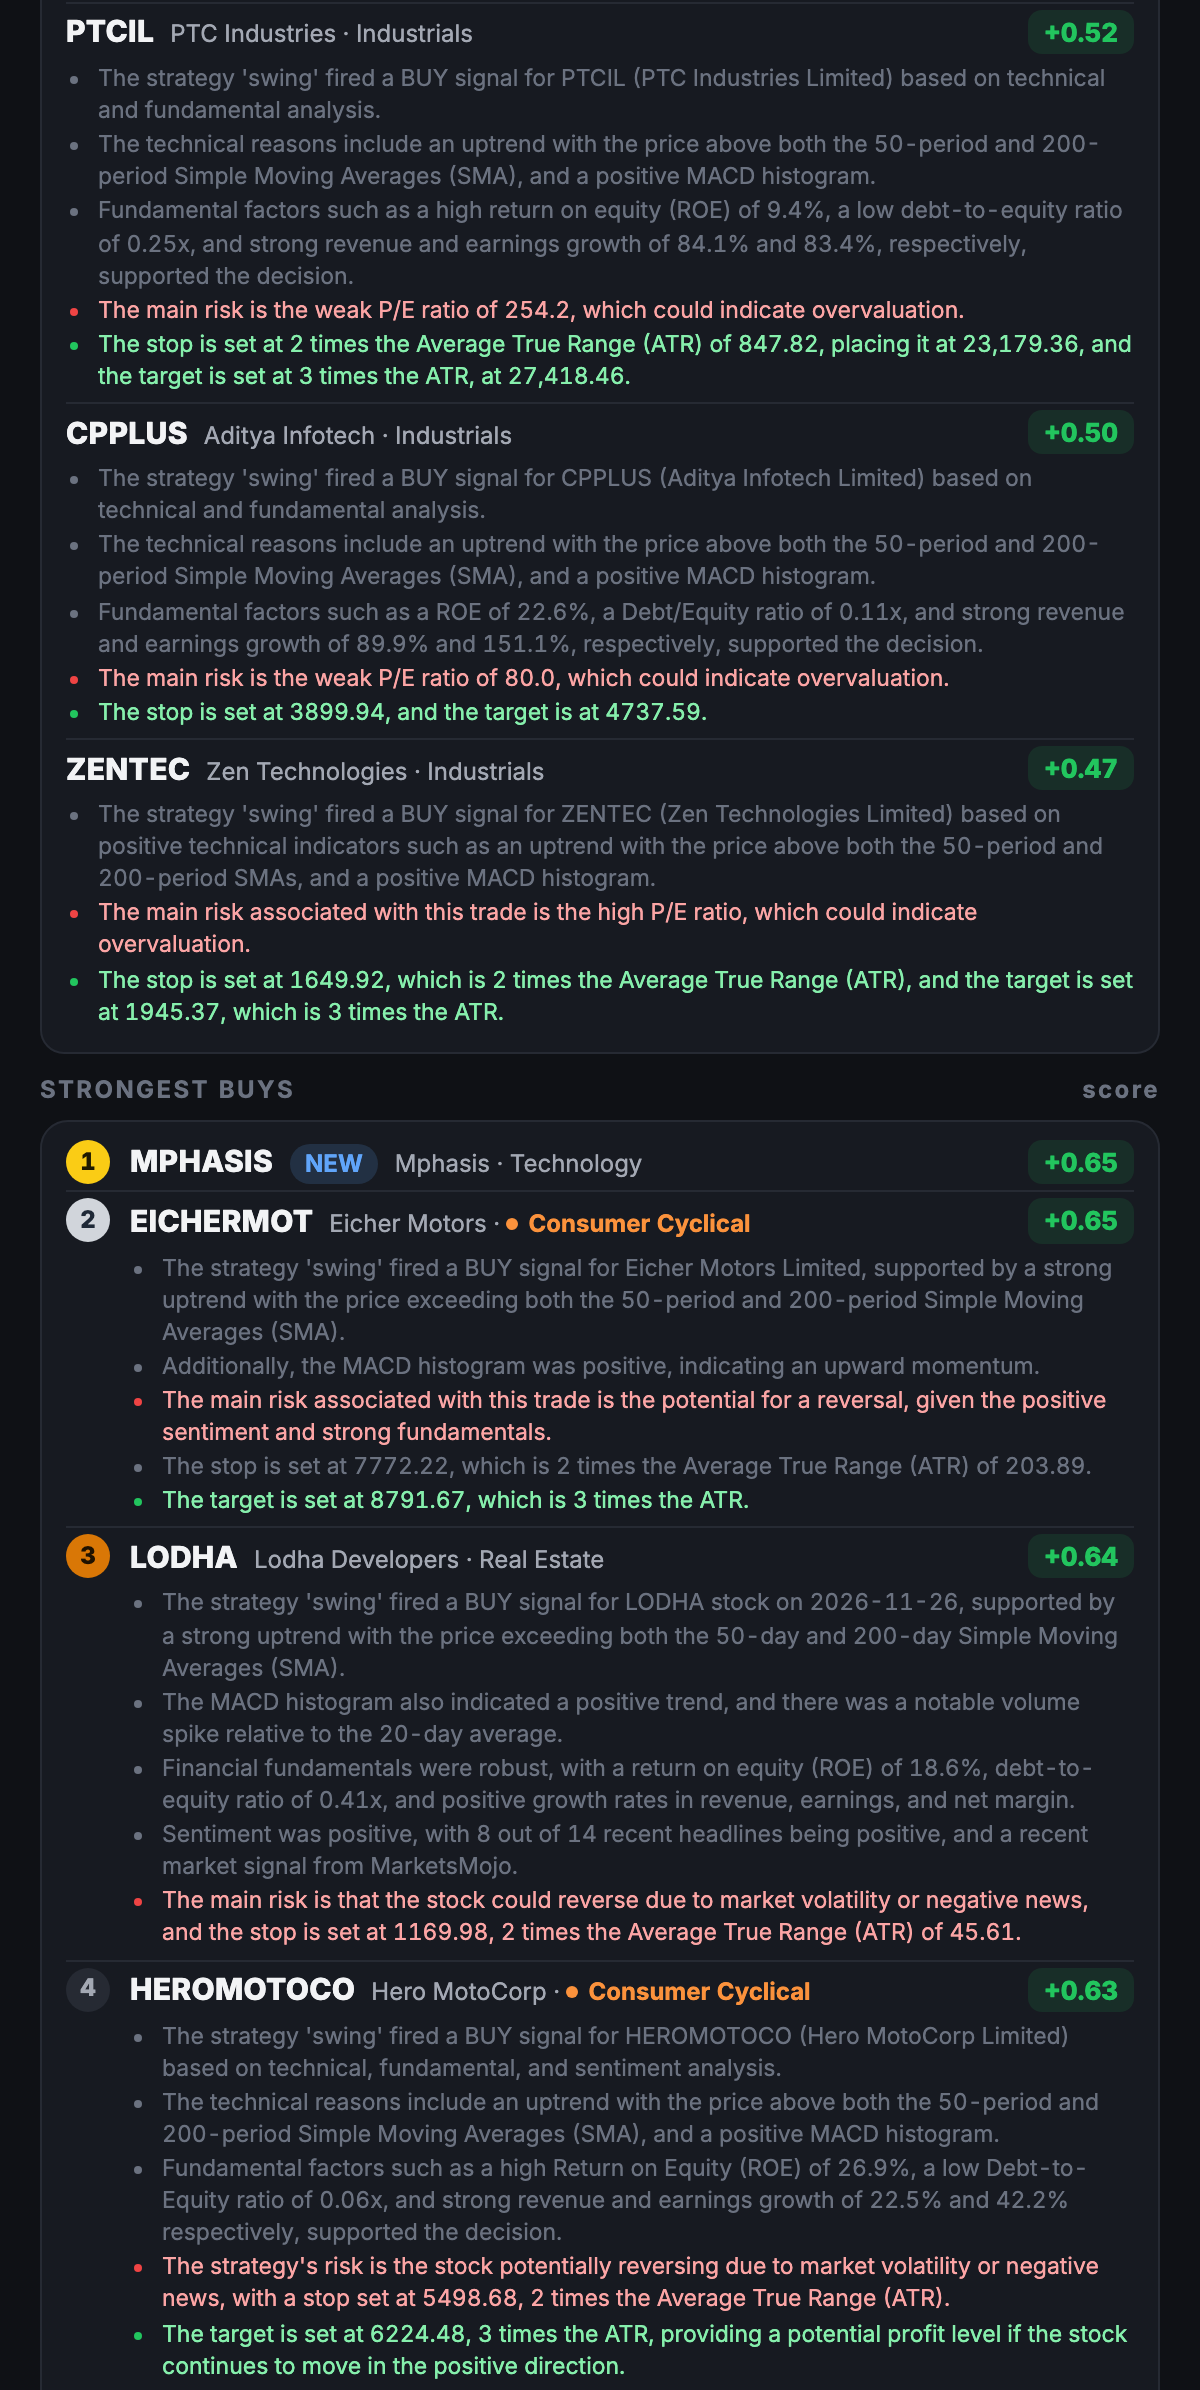 PTCIL PTC Industries · Industrials +0.52
• The strategy 'swing' fired a BUY signal for PTCIL (PTC Industries Limited) based on technical
and fundamental analysis.
• The technical reasons include an uptrend with the price above both the 50-period and 200-
period Simple Moving Averages (SMA), and a positive MACD histogram.
• Fundamental factors such as a high return on equity (ROE) of 9.4%, a low debt-to-equity ratio
of 0.25x, and strong revenue and earnings growth of 84.1% and 83.4%, respectively,
supported the decision.
• The main risk is the weak P/E ratio of 254.2, which could indicate overvaluation.
• The stop is set at 2 times the Average True Range (ATR) of 847.82, placing it at 23,179.36, and
the target is set at 3 times the ATR, at 27,418.46.
CPPLUS Aditya Infotech · Industrials +0.50
• The strategy 'swing' fired a BUY signal for CPPLUS (Aditya Infotech Limited) based on
technical and fundamental analysis.
• The technical reasons include an uptrend with the price above both the 50-period and 200-
period Simple Moving Averages (SMA), and a positive MACD histogram.
• Fundamental factors such as a ROE of 22.6%, a Debt/Equity ratio of 0.11x, and strong revenue
and earnings growth of 89.9% and 151.1%, respectively, supported the decision.
• The main risk is the weak P/E ratio of 80.0, which could indicate overvaluation.
• The stop is set at 3899.94, and the target is at 4737.59.
ZENTEC Zen Technologies · Industrials +0.47
• The strategy 'swing' fired a BUY signal for ZENTEC (Zen Technologies Limited) based on
positive technical indicators such as an uptrend with the price above both the 50-period and
200-period SMAs, and a positive MACD histogram.
• The main risk associated with this trade is the high P/E ratio, which could indicate
overvaluation.
• The stop is set at 1649.92, which is 2 times the Average True Range (ATR), and the target is set
at 1945.37, which is 3 times the ATR.
STRONGEST BUYS score
1 MPHASIS NEW Mphasis · Technology +0.65
2 EICHERMOT Eicher Motors · • Consumer Cyclical +0.65
• The strategy 'swing' fired a BUY signal for Eicher Motors Limited, supported by a strong
uptrend with the price exceeding both the 50-period and 200-period Simple Moving
Averages (SMA).
• Additionally, the MACD histogram was positive, indicating an upward momentum.
• The main risk associated with this trade is the potential for a reversal, given the positive
sentiment and strong fundamentals.
• The stop is set at 7772.22, which is 2 times the Average True Range (ATR) of 203.89.
• The target is set at 8791.67, which is 3 times the ATR.
3 LODHA Lodha Developers · Real Estate +0.64
• The strategy 'swing' fired a BUY signal for LODHA stock on 2026-11-26, supported by
a strong uptrend with the price exceeding both the 50-day and 200-day Simple Moving
Averages (SMA).
• The MACD histogram also indicated a positive trend, and there was a notable volume
spike relative to the 20-day average.
• Financial fundamentals were robust, with a return on equity (ROE) of 18.6%, debt-to-
equity ratio of 0.41x, and positive growth rates in revenue, earnings, and net margin.
• Sentiment was positive, with 8 out of 14 recent headlines being positive, and a recent
market signal from MarketsMojo.
• The main risk is that the stock could reverse due to market volatility or negative news,
and the stop is set at 1169.98, 2 times the Average True Range (ATR) of 45.61.
4 HEROMOTOCO Hero MotoCorp · • Consumer Cyclical +0.63
• The strategy 'swing' fired a BUY signal for HEROMOTOCO (Hero MotoCorp Limited)
based on technical, fundamental, and sentiment analysis.
• The technical reasons include an uptrend with the price above both the 50-period and
200-period Simple Moving Averages (SMA), and a positive MACD histogram.
• Fundamental factors such as a high Return on Equity (ROE) of 26.9%, a low Debt-to-
Equity ratio of 0.06x, and strong revenue and earnings growth of 22.5% and 42.2%
respectively, supported the decision.
• The strategy's risk is the stock potentially reversing due to market volatility or negative
news, with a stop set at 5498.68, 2 times the Average True Range (ATR).
• The target is set at 6224.48, 3 times the ATR, providing a potential profit level if the stock
continues to move in the positive direction.